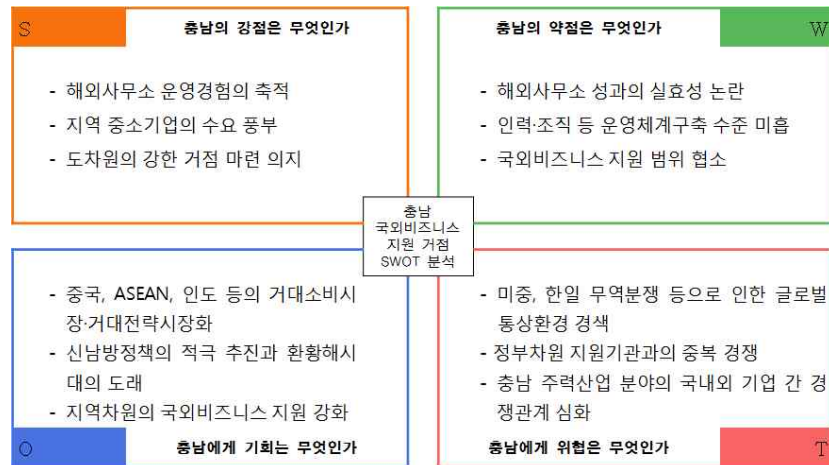 S
충남의 강점은 무엇인가
- 해외사무소 운영경험의 축적
- 지역 중소기업의 수요 풍부
- 도차원의 강한 거점 마련 의지
충남의 약점은 무엇인가
W
- 해외사무소 성과의 실효성 논란
- 인력·조직 등 운영체계구축 수준 미흡
- 국외비즈니스 지원 범위 협소
충남
국외비즈니스
지원 거점
SWOT 분석
- 중국, ASEAN, 인도 등의 거대소비시
장·거대전략시장화
- 신남방정책의 적극 추진과 환황해시
대의 도래
- 지역차원의 국외비즈니스 지원 강화
O
충남에게 기회는 무엇인가
- 미중, 한일 무역분쟁 등으로 인한 글로벌
통상환경 경색
- 정부차원 지원기관과의 중복 경쟁
- 충남 주력산업 분야의 국내외 기업 간 경
쟁관계 심화
충남에게 위협은 무엇인가
T